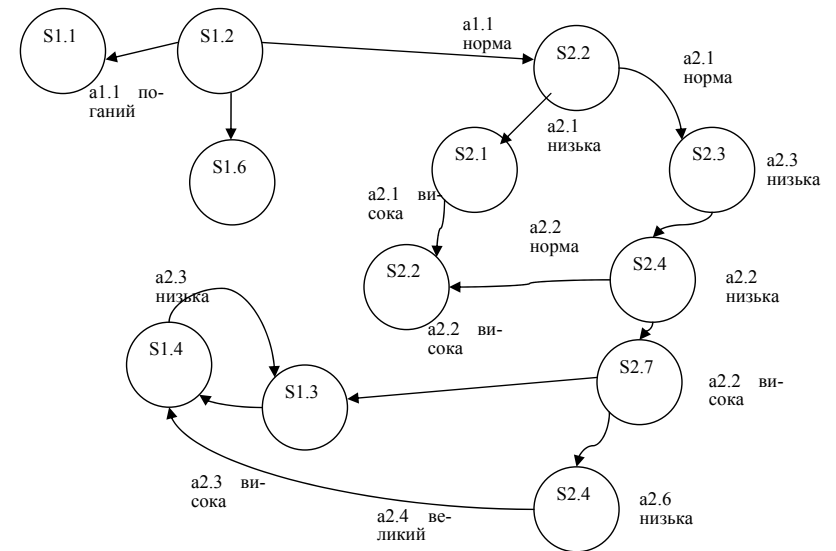 S1.1
S1.2
a1.1
норма
S2.2
a2.1
норма
a1.1 по-
ганий
a2.1
низька
S2.1
S2.3
a2.3
низька
S1.6
a2.1 ви-
сока
a2.2
норма
S2.2
S2.4
a2.2
низька
a2.3
низька
a2.2 ви-
сока
S1.4
S2.7
S1.3
a2.2 ви-
сока
a2.3 ви-
сока
S2.4
a2.6
низька
a2.4 ве-
ликий